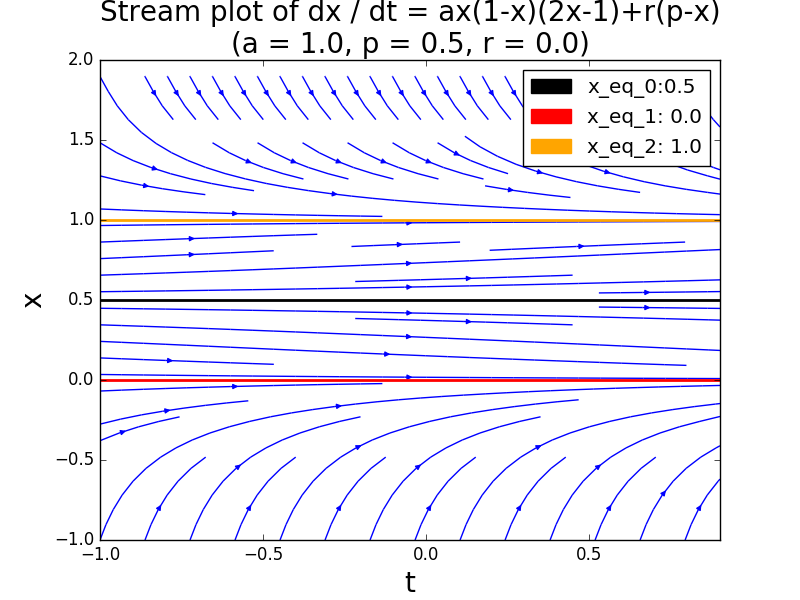 Stream plot of dx / dt = ax(1-x)(2x-1)+r(p-x)
(a = 1.0, p = 0.5, r = 0.0)
2.0
1.5
1.0
0.5
0.0
−0.5
−1.0
x
x_eq_0:0.5
x_eq_1: 0.0
x_eq_2: 1.0
−1.0
−0.5
0.0
0.5
t